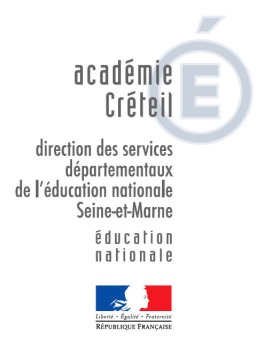 académie
Créteil
É
direction des services
départementaux
de l'éducation nationale
Seine-et-Marne
éducation
nationale
Liberté • Égalité • Fraternité
RÉPUBLIQUE FRANÇAISE